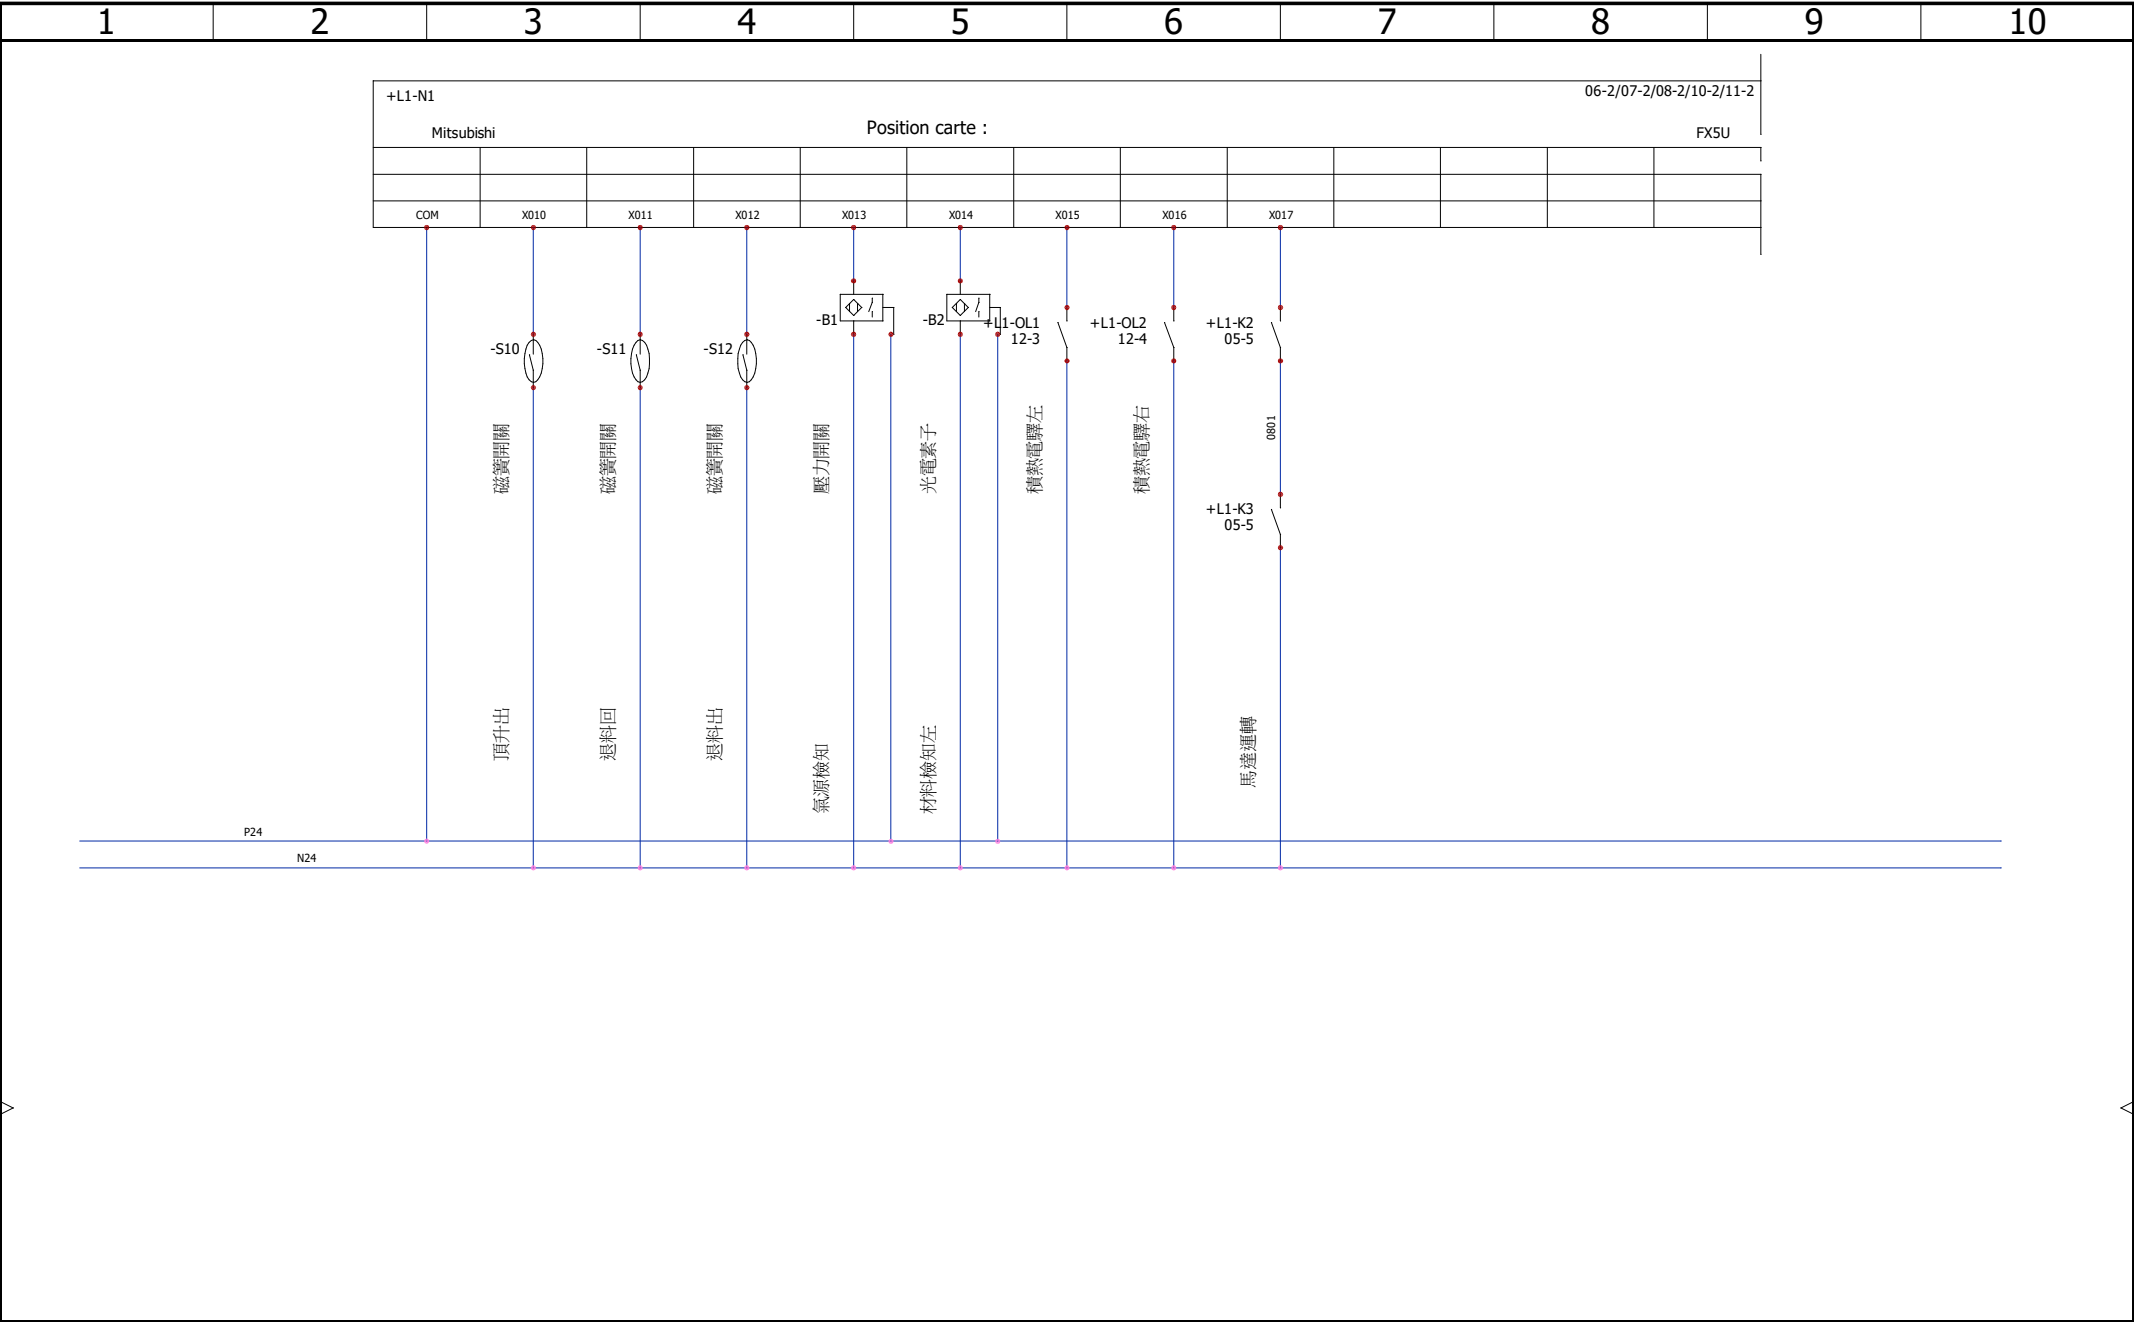 1 2 3 4 5 6 7 8 9 10
+L1-N1
06-2/07-2/08-2/10-2/11-2
Mitsubishi
Position carte :
FX5U
COM X010 X011 X012 X013 X014 X015 X016 X017
-B1
-B2
+L1-OL1
12-3
+L1-OL2
12-4
+L1-K2
05-5
-S10
-S11
-S12
磁簧開關
磁簧開關
磁簧開關
壓力開關
光電素子
積熱電驛左
積熱電驛右
0801
+L1-K3
05-5
頂升出
退料回
退料出
氣源檢知
材料檢知左
馬達運轉
P24
N24